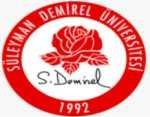 SÜLEYMAN DEMİREL ÜNİVERSİTESİ
S. Demirel
1992